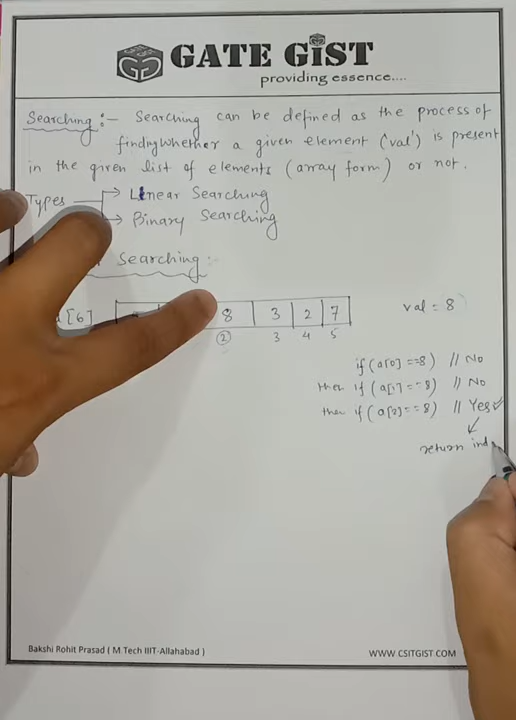 GATE GIST
providing essence....
Searching :- Searching can be defined as the process of
finding whether a given element ('val') is present
in the given list of elements (array form) or not.
Types → Linear Searching
→ Binary Searching
Searching :-
[6] 8 3 2 7 val = 8
2 3 4 5
if (a[0] == 8) // No
then if (a[1] == 8) // No
then if (a[2] == 8) // Yes ✓
return ind
Bakshi Rohit Prasad ( M.Tech IIIT-Allahabad ) WWW.CSITGIST.COM